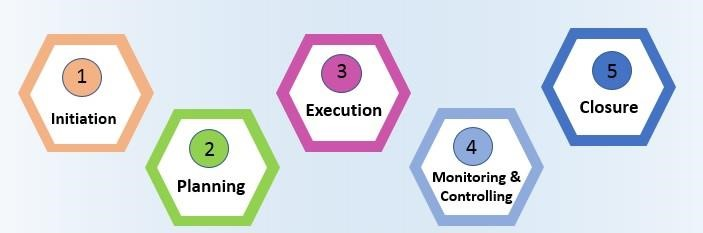 1
Initiation
2
Planning
3
Execution
4
Monitoring &
Controlling
5
Closure